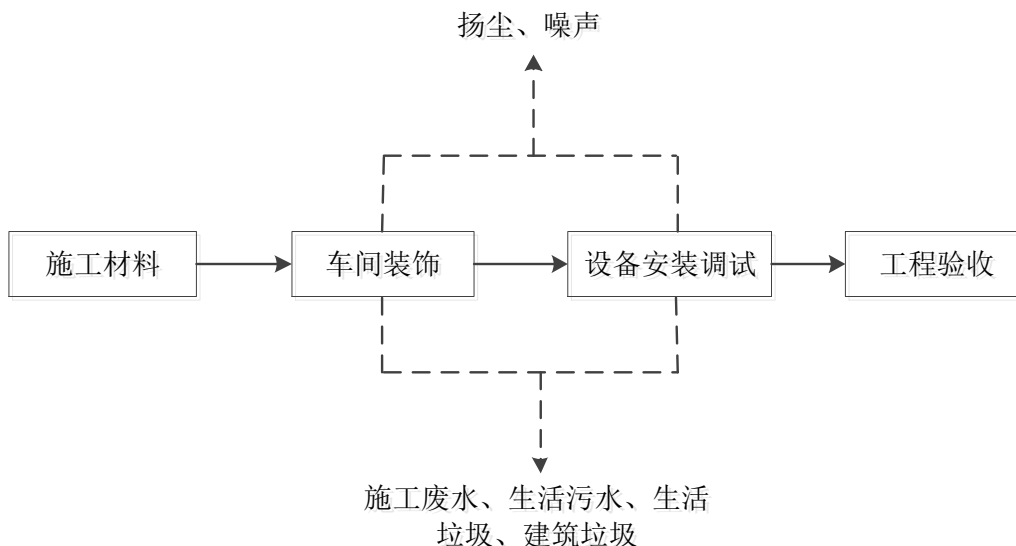 扬尘、噪声
施工材料
车间装饰
设备安装调试
工程验收
施工废水、生活污水、生活
垃圾、建筑垃圾